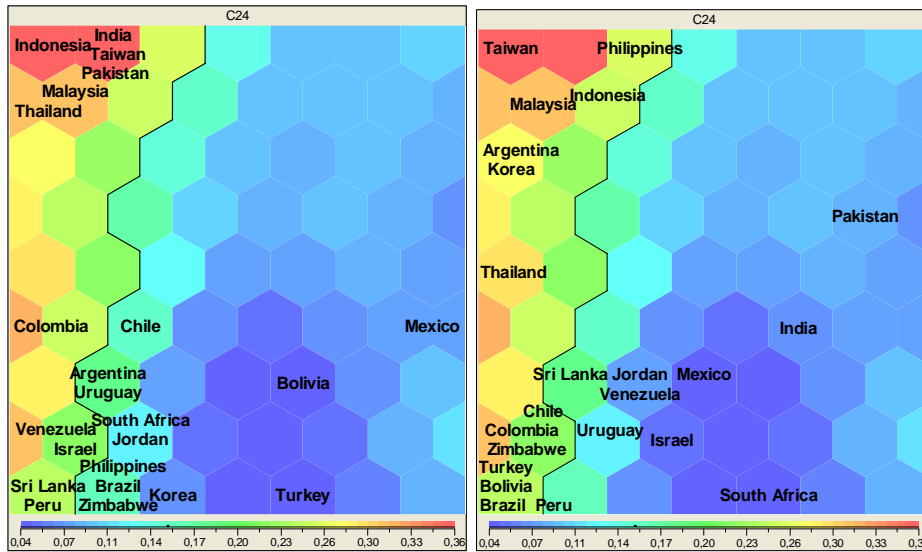 C24
Indonesia
India
Taiwan
Pakistan
Malaysia
Thailand
Colombia
Chile
Mexico
Argentina
Uruguay
Bolivia
Venezuela
Israel
South Africa
Jordan
Philippines
Sri Lanka
Brazil
Peru
Zimbabwe
Korea
Turkey
0,04 0,07 0,10 0,14 0,17 0,20 0,24 0,26 0,30 0,33 0,36
C24
Taiwan
Philippines
Malaysia
Indonesia
Argentina
Korea
Pakistan
Thailand
India
Sri Lanka
Jordan
Mexico
Venezuela
Chile
Colombia
Uruguay
Zimbabwe
Israel
Turkey
Bolivia
South Africa
Brazil
Peru
0,04 0,07 0,10 0,14 0,17 0,20 0,24 0,26 0,30 0,33